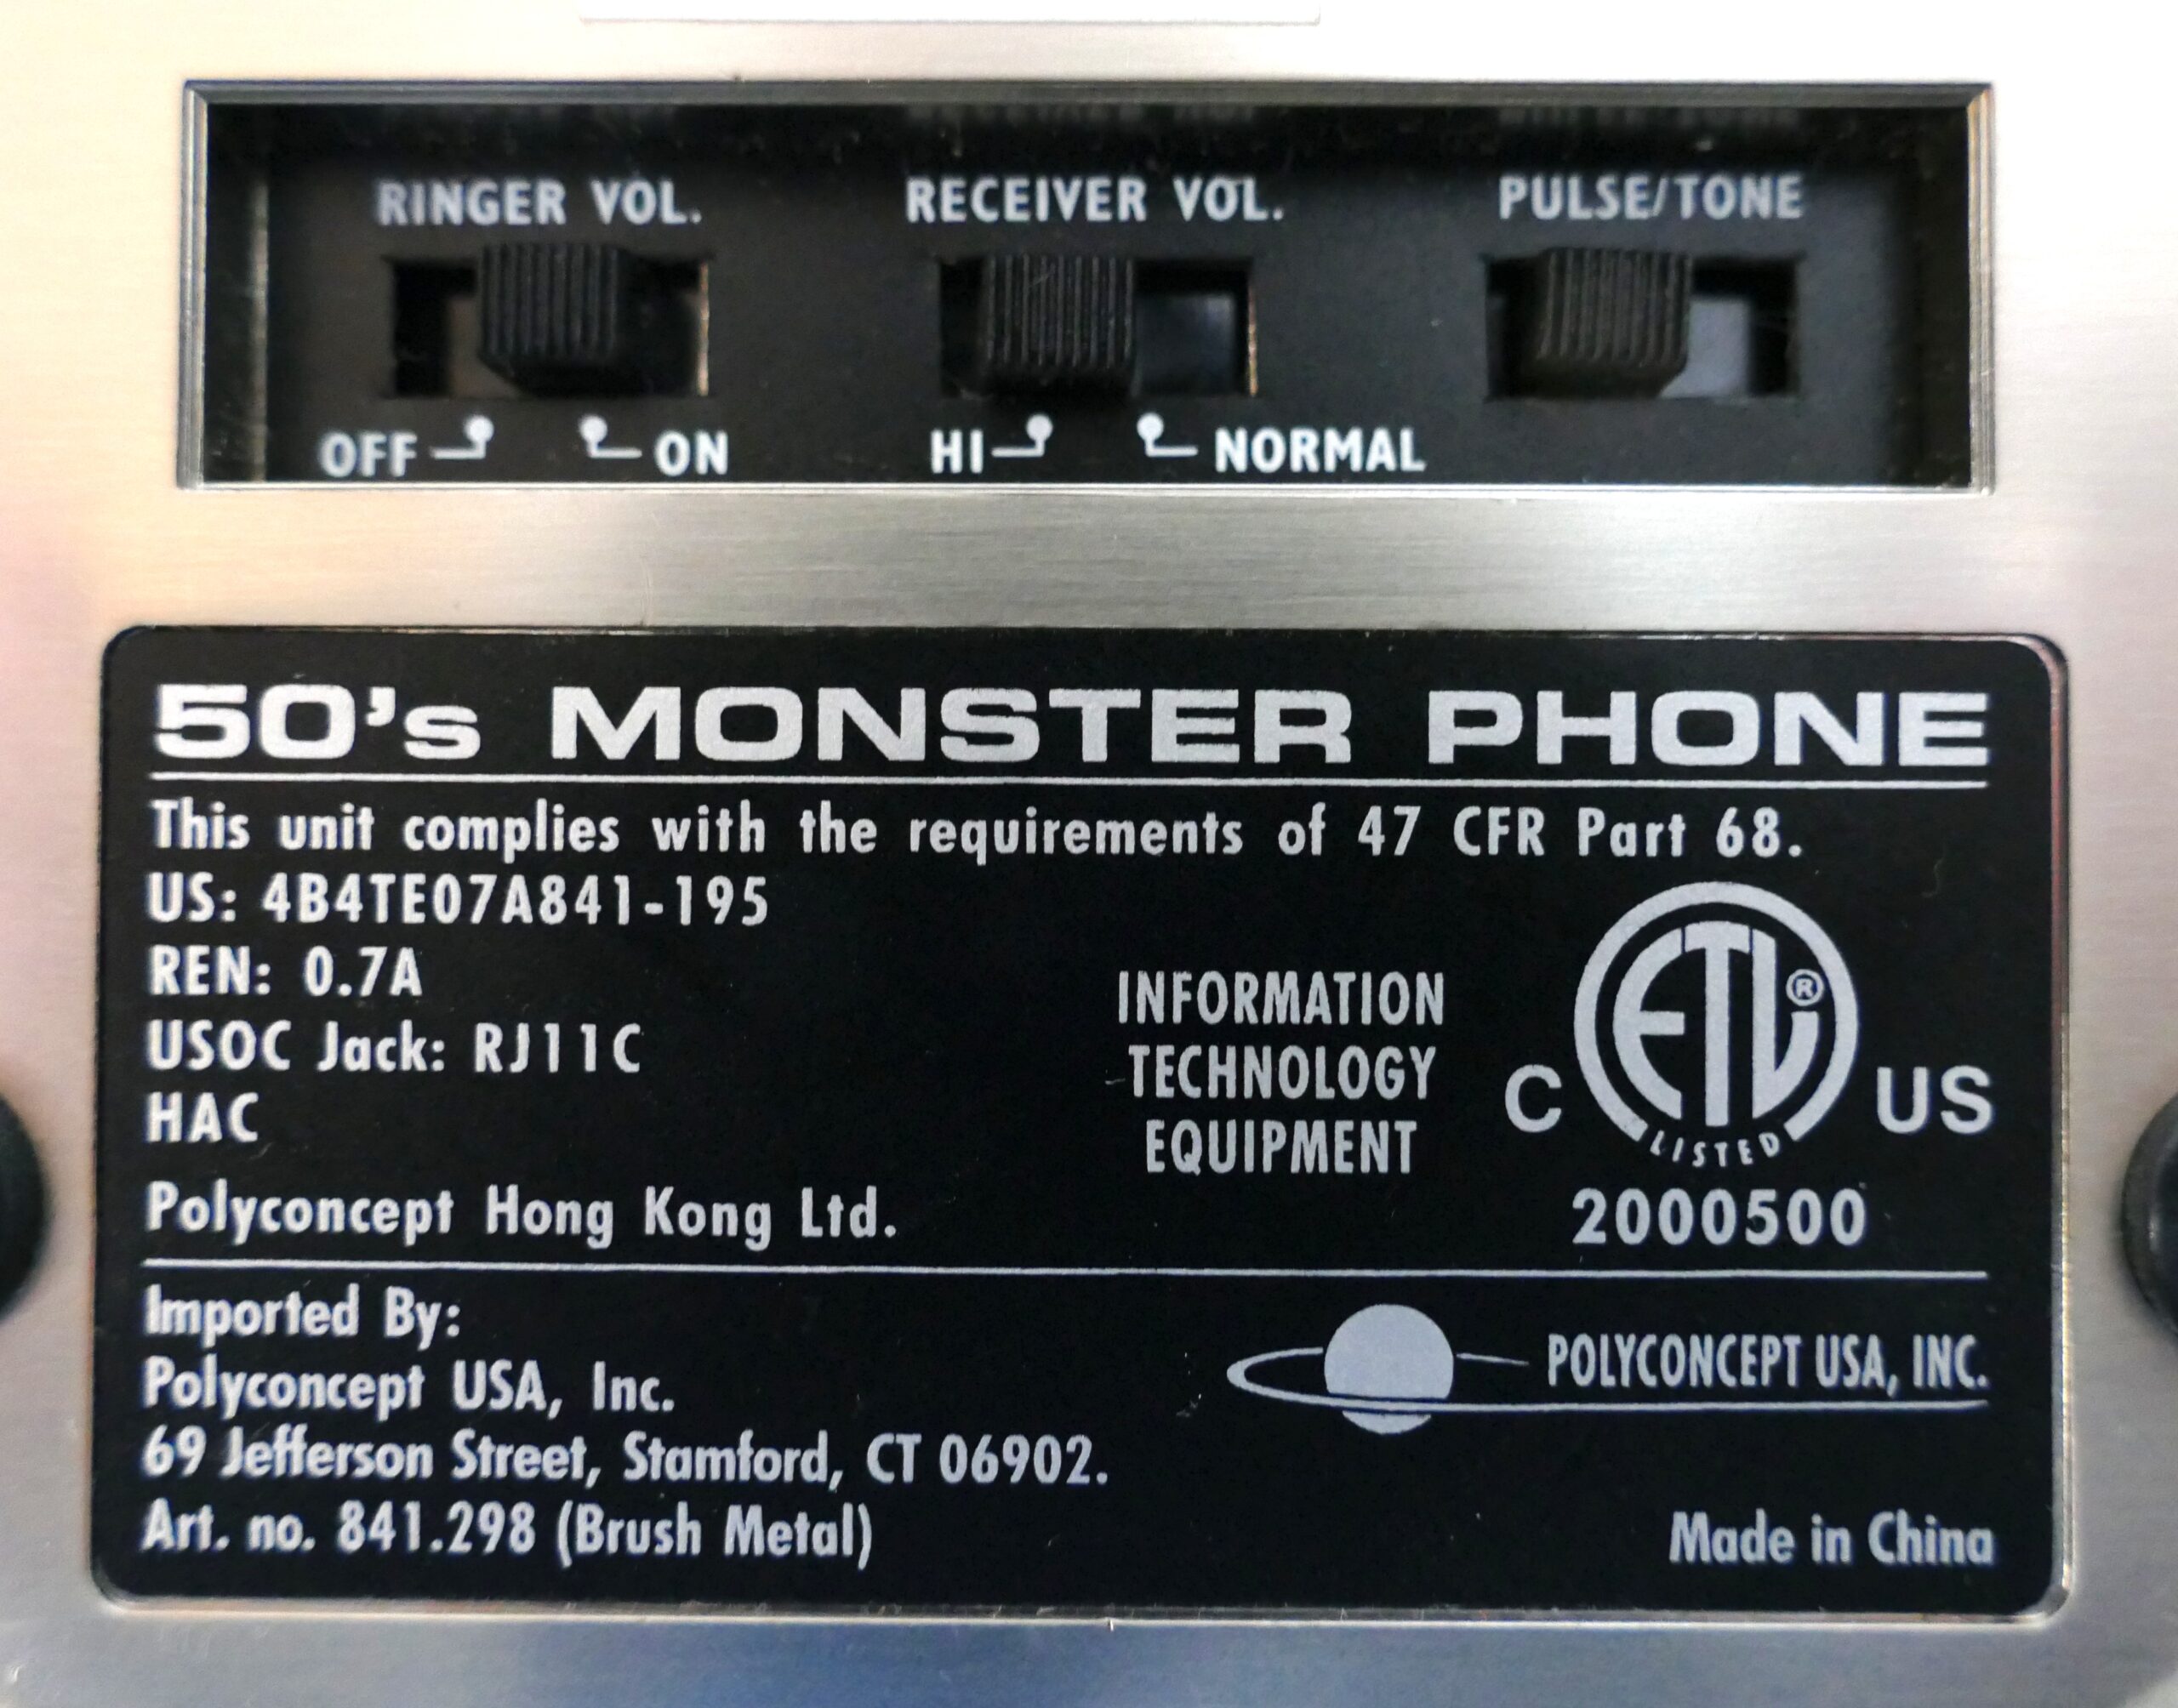 RINGER VOL. RECEIVER VOL. PULSE/TONE
OFF ON HI NORMAL
50's MONSTER PHONE
This unit complies with the requirements of 47 CFR Part 68.
US: 4B4TE07A841-195
REN: 0.7A
USOC Jack: RJ11C
HAC
Polyconcept Hong Kong Ltd.
INFORMATION
TECHNOLOGY
EQUIPMENT
ETL®
C US
LISTED
2000500
Imported By:
Polyconcept USA, Inc.
69 Jefferson Street, Stamford, CT 06902.
Art. no. 841.298 (Brush Metal)
POLYCONCEPT USA, INC.
Made in China